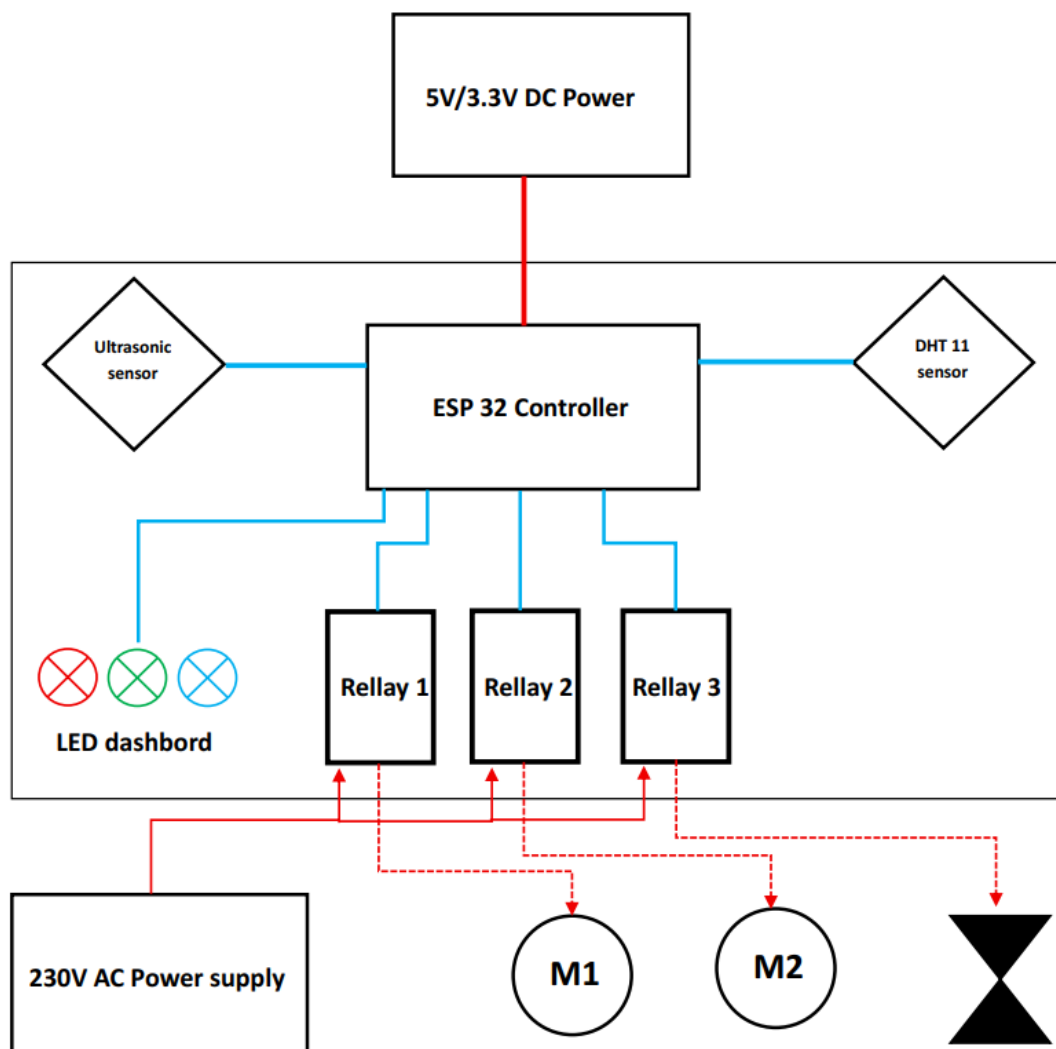 5V/3.3V DC Power
Ultrasonic
sensor
DHT 11
sensor
ESP 32 Controller
Rellay 1
Rellay 2
Rellay 3
LED dashbord
230V AC Power supply
M1
M2